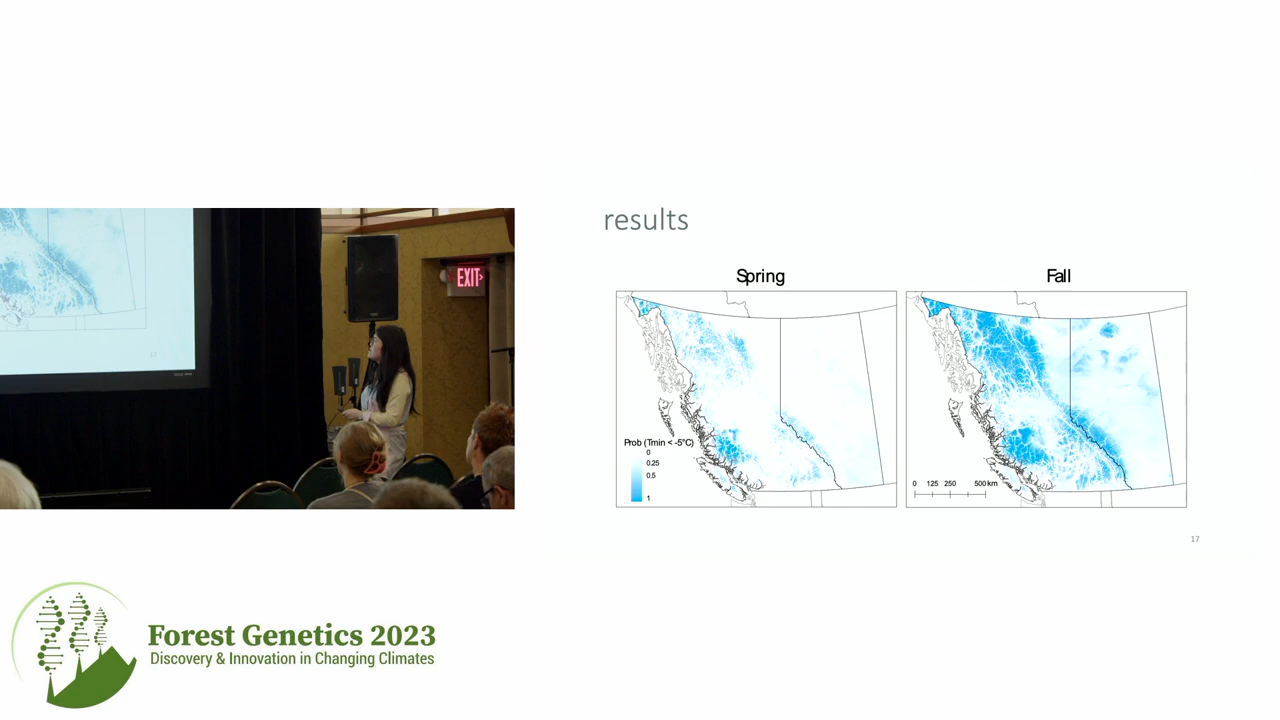 results
Spring
Fall
Prob (Tmin < -5°C)
0
0.25
0.5
1
0 125 250 500 km
17
EXIT
17
Forest Genetics 2023
Discovery & Innovation in Changing Climates